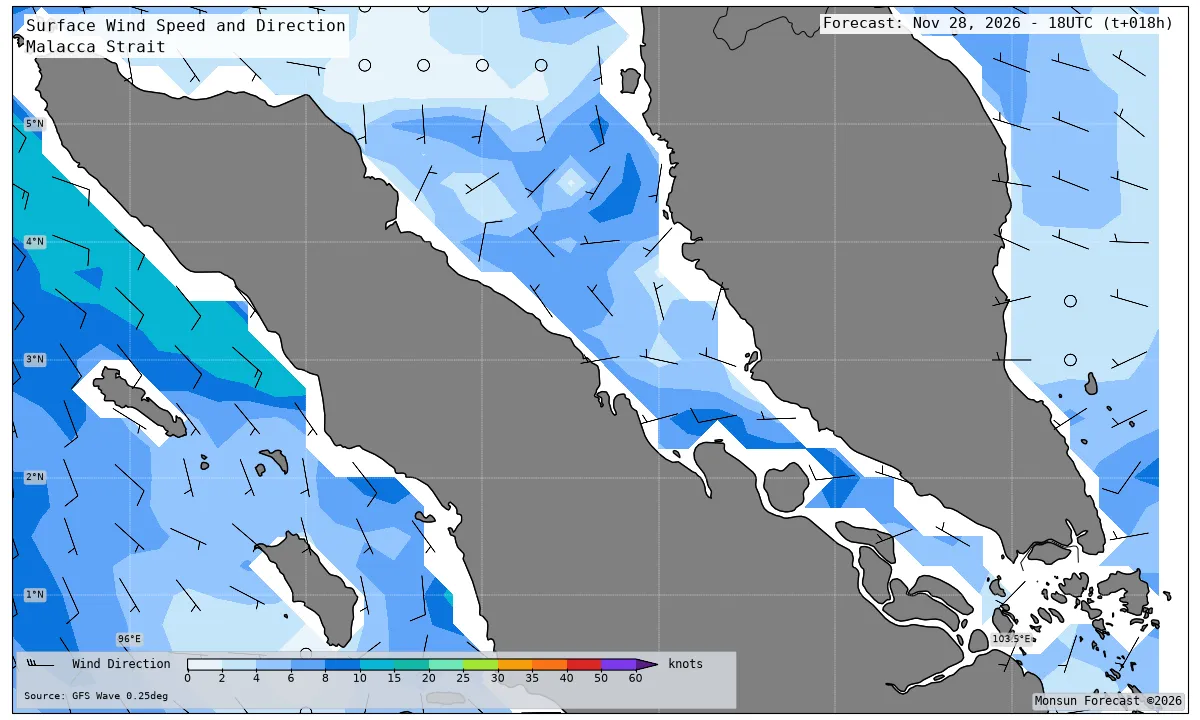 Surface Wind Speed and Direction
Malacca Strait
Forecast: Nov 28, 2026 - 18UTC (t+018h)
5°N
4°N
3°N
2°N
1°N
96°E
103.5°E
Wind Direction
knots
0 2 4 6 8 10 15 20 25 30 35 40 50 60
Source: GFS Wave 0.25deg
Monsun Forecast ©2026